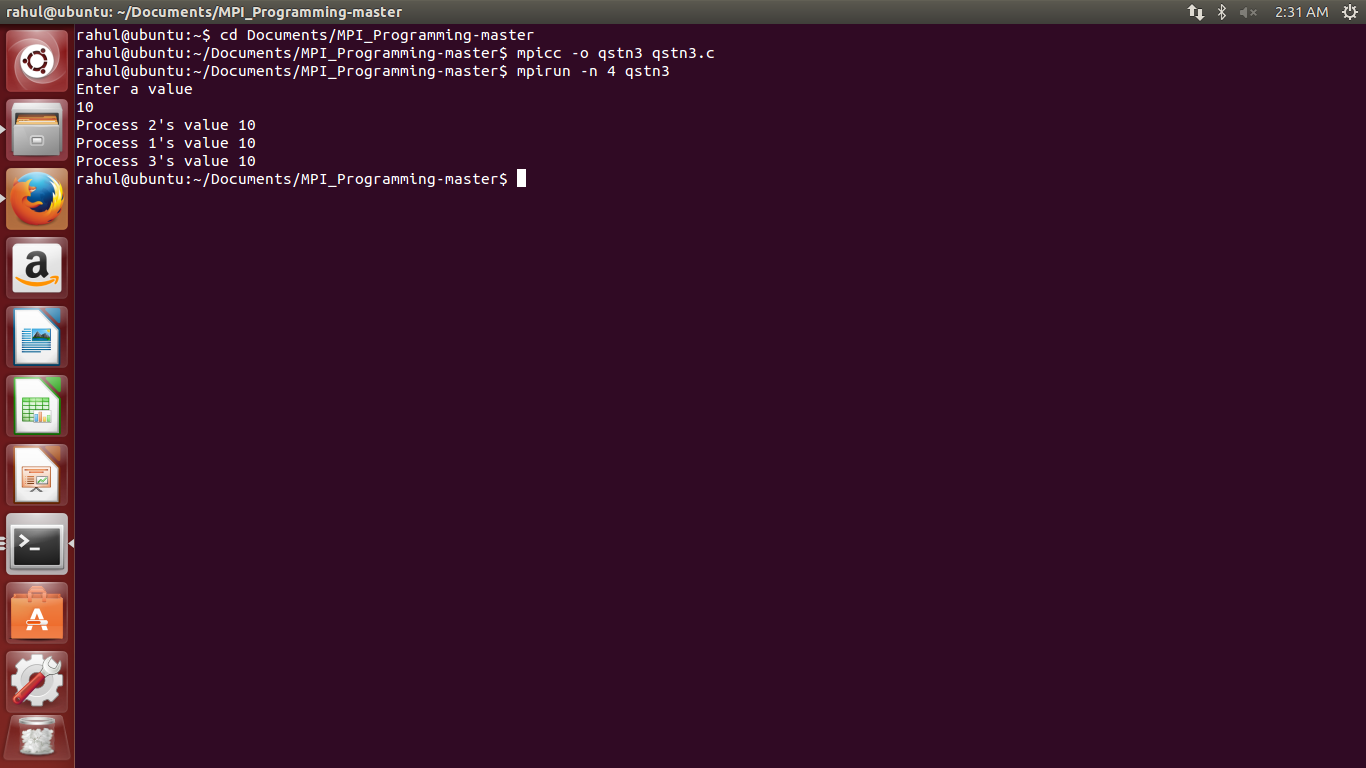 rahul@ubuntu: ~/Documents/MPI_Programming-master
2:31 AM
rahul@ubuntu:~$ cd Documents/MPI_Programming-master
rahul@ubuntu:~/Documents/MPI_Programming-master$ mpicc -o qstn3 qstn3.c
rahul@ubuntu:~/Documents/MPI_Programming-master$ mpirun -n 4 qstn3
Enter a value
10
Process 2's value 10
Process 1's value 10
Process 3's value 10
rahul@ubuntu:~/Documents/MPI_Programming-master$
a
>_
A